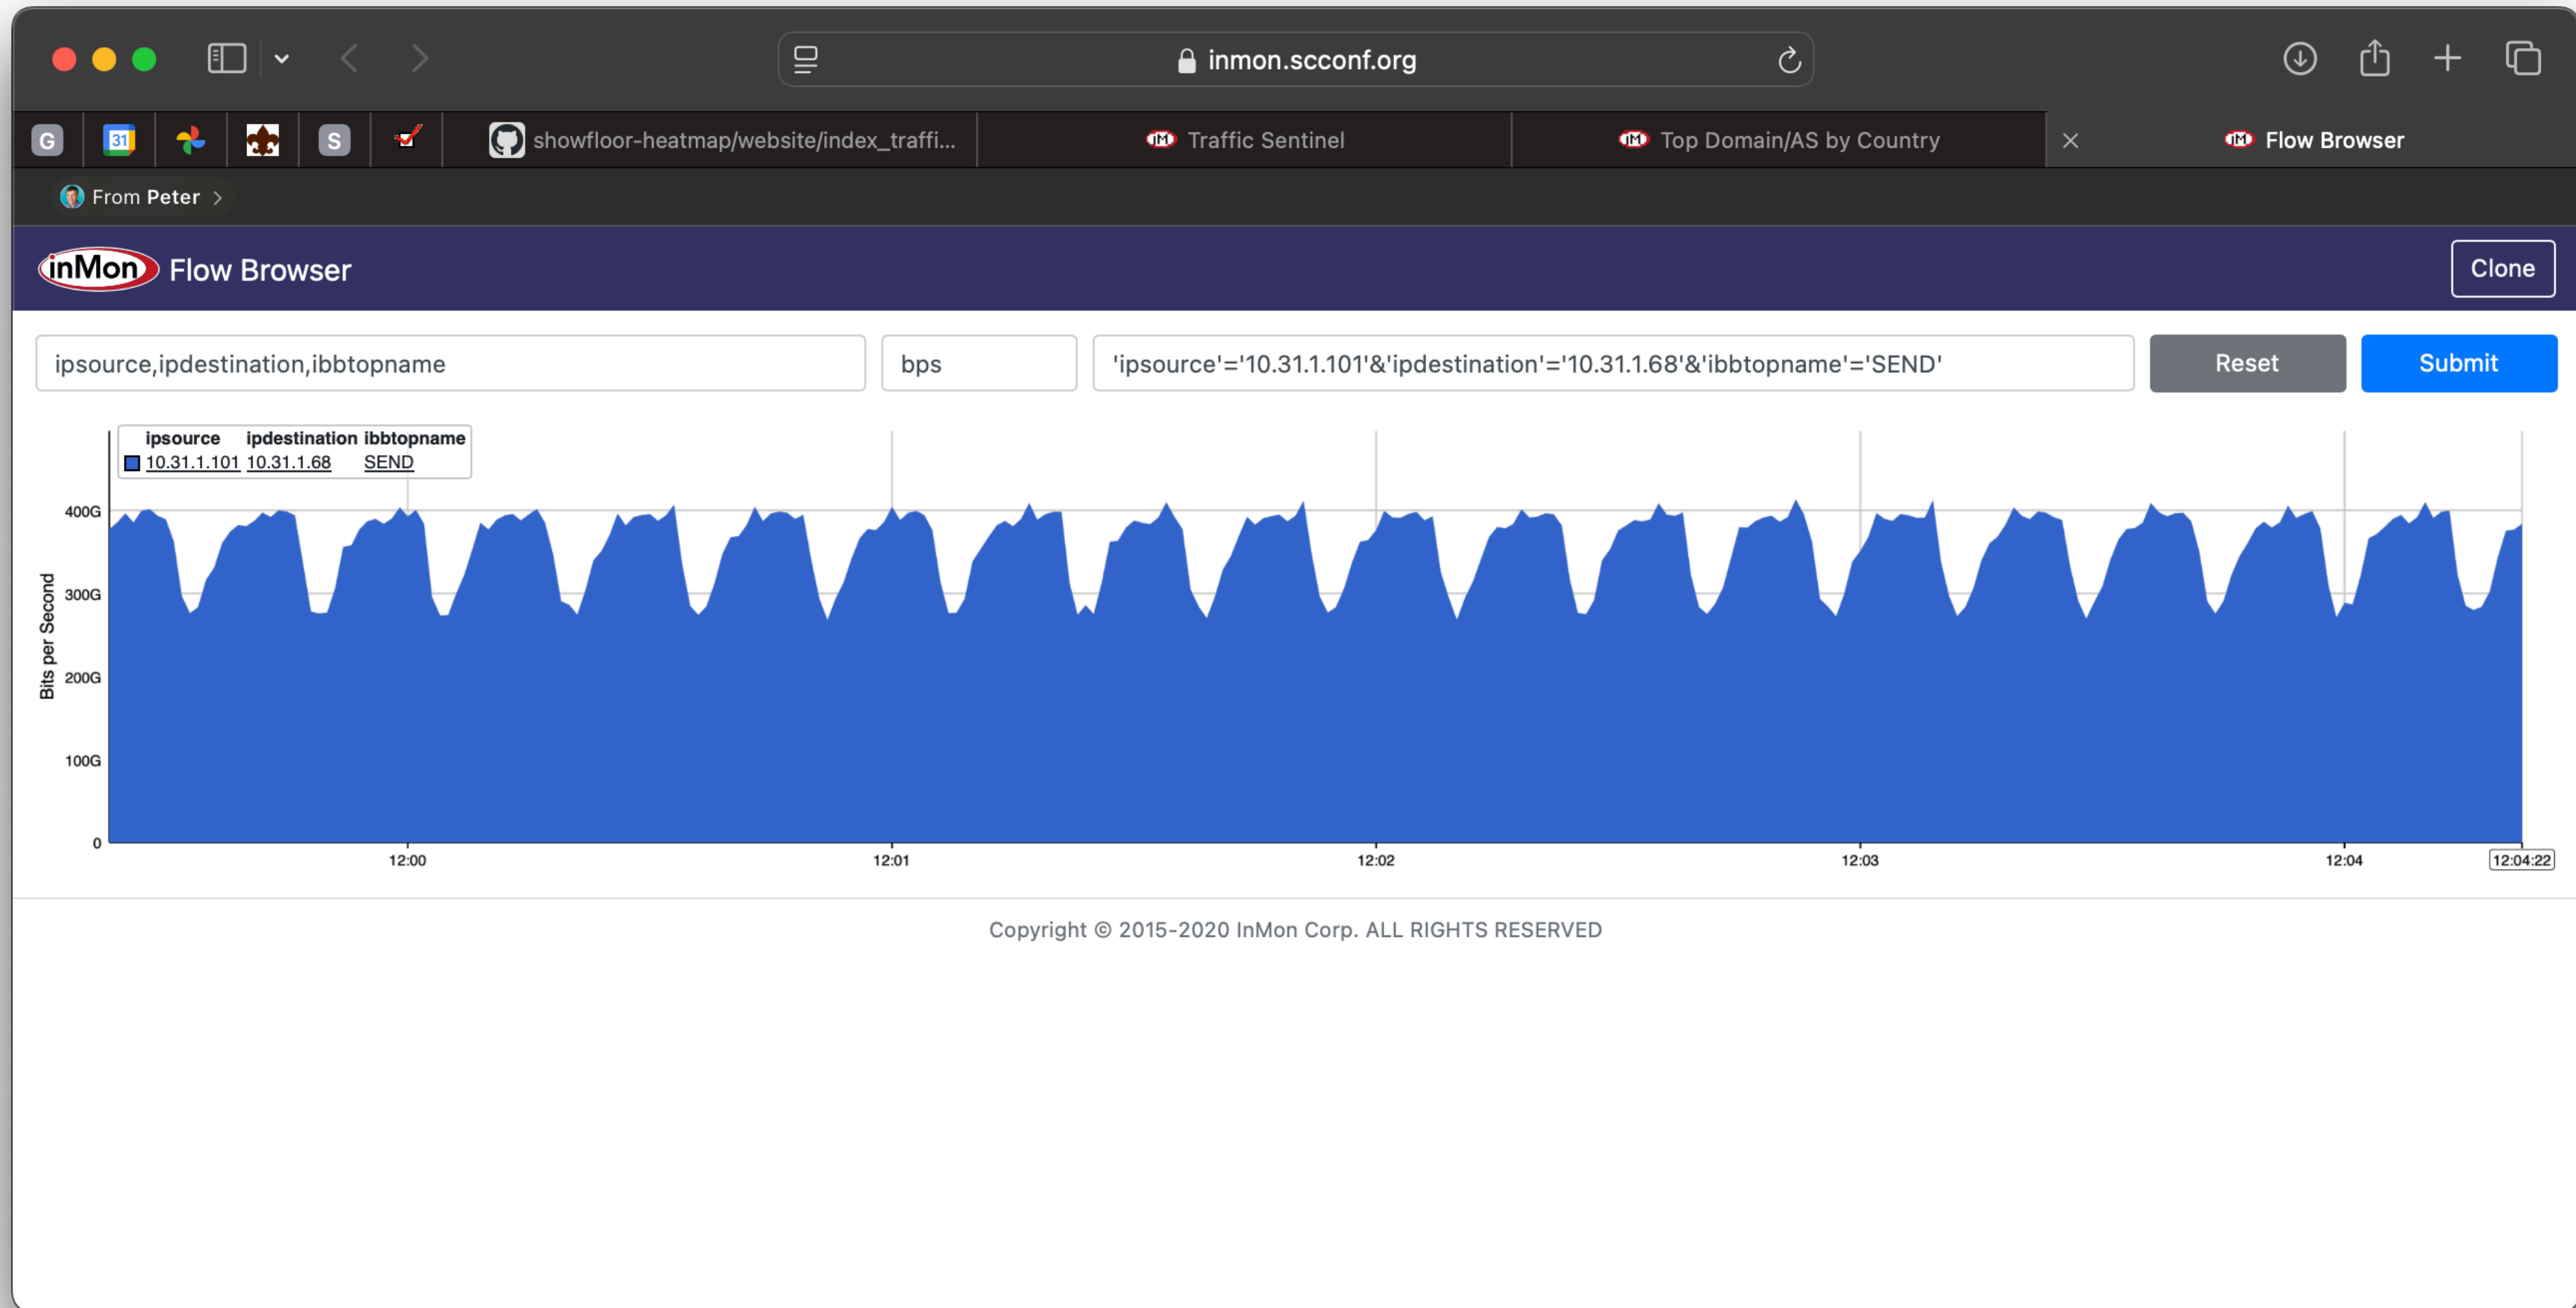 inmon.scconf.org
G
31
S
showfloor-heatmap/website/index_traffi...
iM Traffic Sentinel
iM Top Domain/AS by Country
iM Flow Browser
From Peter
inMon Flow Browser
Clone
ipsource,ipdestination,ibbtopname
bps
'ipsource'='10.31.1.101'&'ipdestination'='10.31.1.68'&'ibbtopname'='SEND'
Reset
Submit
ipsource ipdestination ibbtopname
10.31.1.101 10.31.1.68 SEND
Bits per Second
400G
300G
200G
100G
0
12:00
12:01
12:02
12:03
12:04
12:04:22
Copyright © 2015-2020 InMon Corp. ALL RIGHTS RESERVED